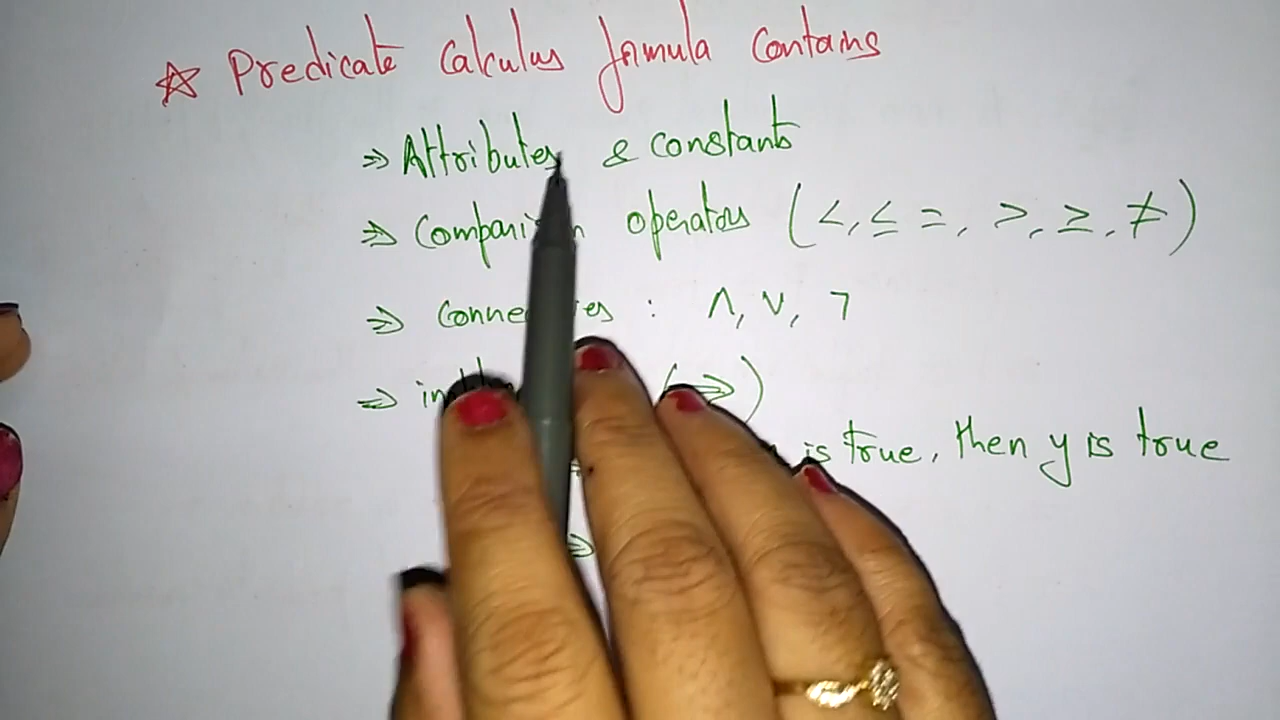 ☆ Predicate Calculus formula Contains
⇒ Attributes & constants
⇒ operators (<, ≤ =, >, ≥, ≠)
⇒ : ∧, ∨, ¬
⇒ (⇒)
is true, then y is true
⇒